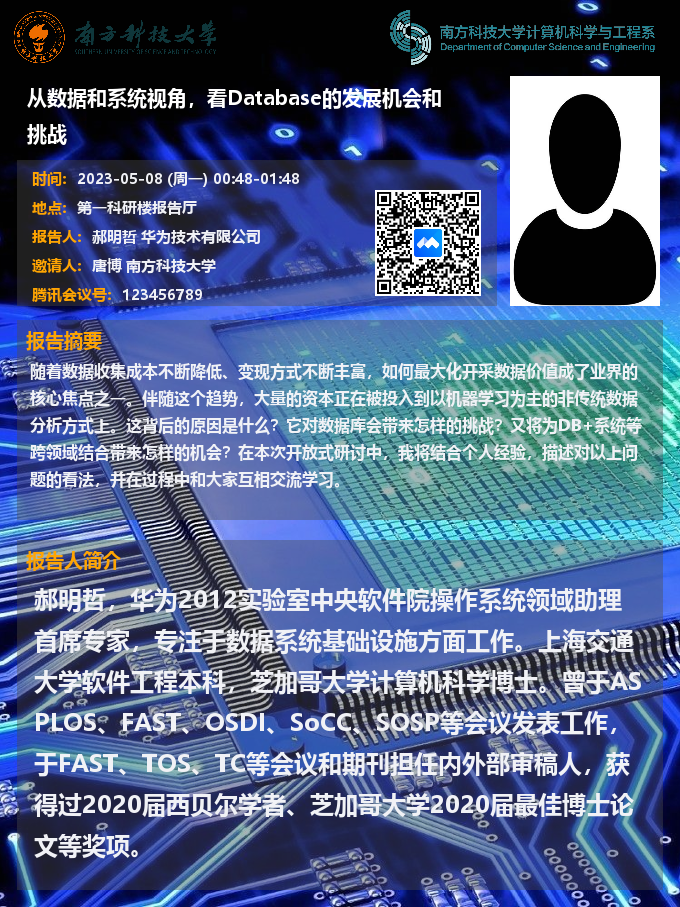 南方科技大学
SOUTHERN UNIVERSITY OF SCIENCE AND TECHNOLOGY
南方科技大学计算机科学与工程系
Department of Computer Science and Engineering
从数据和系统视角，看Database的发展机会和
挑战
时间：2023-05-08 (周一) 00:48-01:48
地点：第一科研楼报告厅
报告人：郝明哲 华为技术有限公司
邀请人：唐博 南方科技大学
腾讯会议号：123456789
报告摘要
随着数据收集成本不断降低、变现方式不断丰富，如何最大化开采数据价值成了业界的
核心焦点之一。伴随这个趋势，大量的资本正在被投入到以机器学习为主的非传统数据
分析方式上。这背后的原因是什么？它对数据库会带来怎样的挑战？又将为DB+系统等
跨领域结合带来怎样的机会？在本次开放式研讨中，我将结合个人经验，描述对以上问
题的看法，并在过程中和大家互相交流学习。
报告人简介
郝明哲，华为2012实验室中央软件院操作系统领域助理
首席专家，专注于数据系统基础设施方面工作。上海交通
大学软件工程本科，芝加哥大学计算机科学博士。曾于AS
PLOS、FAST、OSDI、SoCC、SOSP等会议发表工作，
于FAST、TOS、TC等会议和期刊担任内外部审稿人，获
得过2020届西贝尔学者、芝加哥大学2020届最佳博士论
文等奖项。